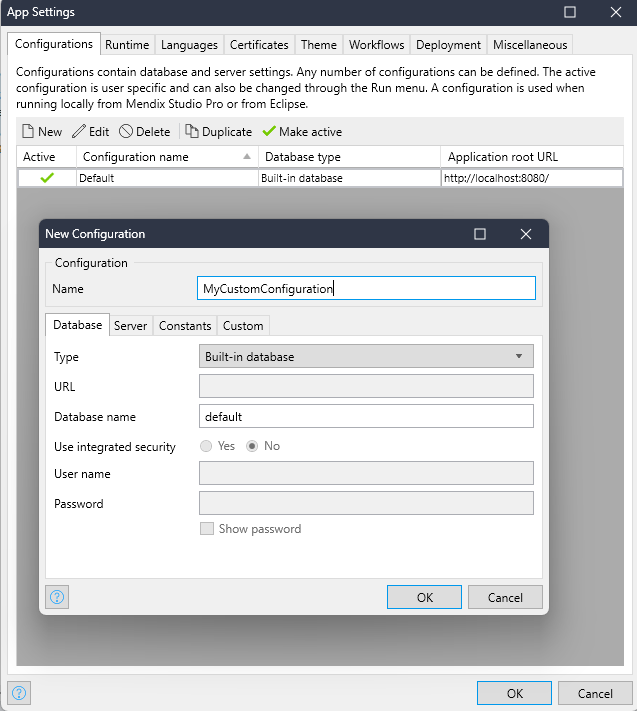 App Settings
Configurations Runtime Languages Certificates Theme Workflows Deployment Miscellaneous
Configurations contain database and server settings. Any number of configurations can be defined. The active
configuration is user specific and can also be changed through the Run menu. A configuration is used when
running locally from Mendix Studio Pro or from Eclipse.
New Edit Delete Duplicate Make active
Active Configuration name Database type Application root URL
Default Built-in database http://localhost:8080/
New Configuration
Configuration
Name MyCustomConfiguration
Database Server Constants Custom
Type Built-in database
URL
Database name default
Use integrated security Yes No
User name
Password
Show password
? OK Cancel
? OK Cancel